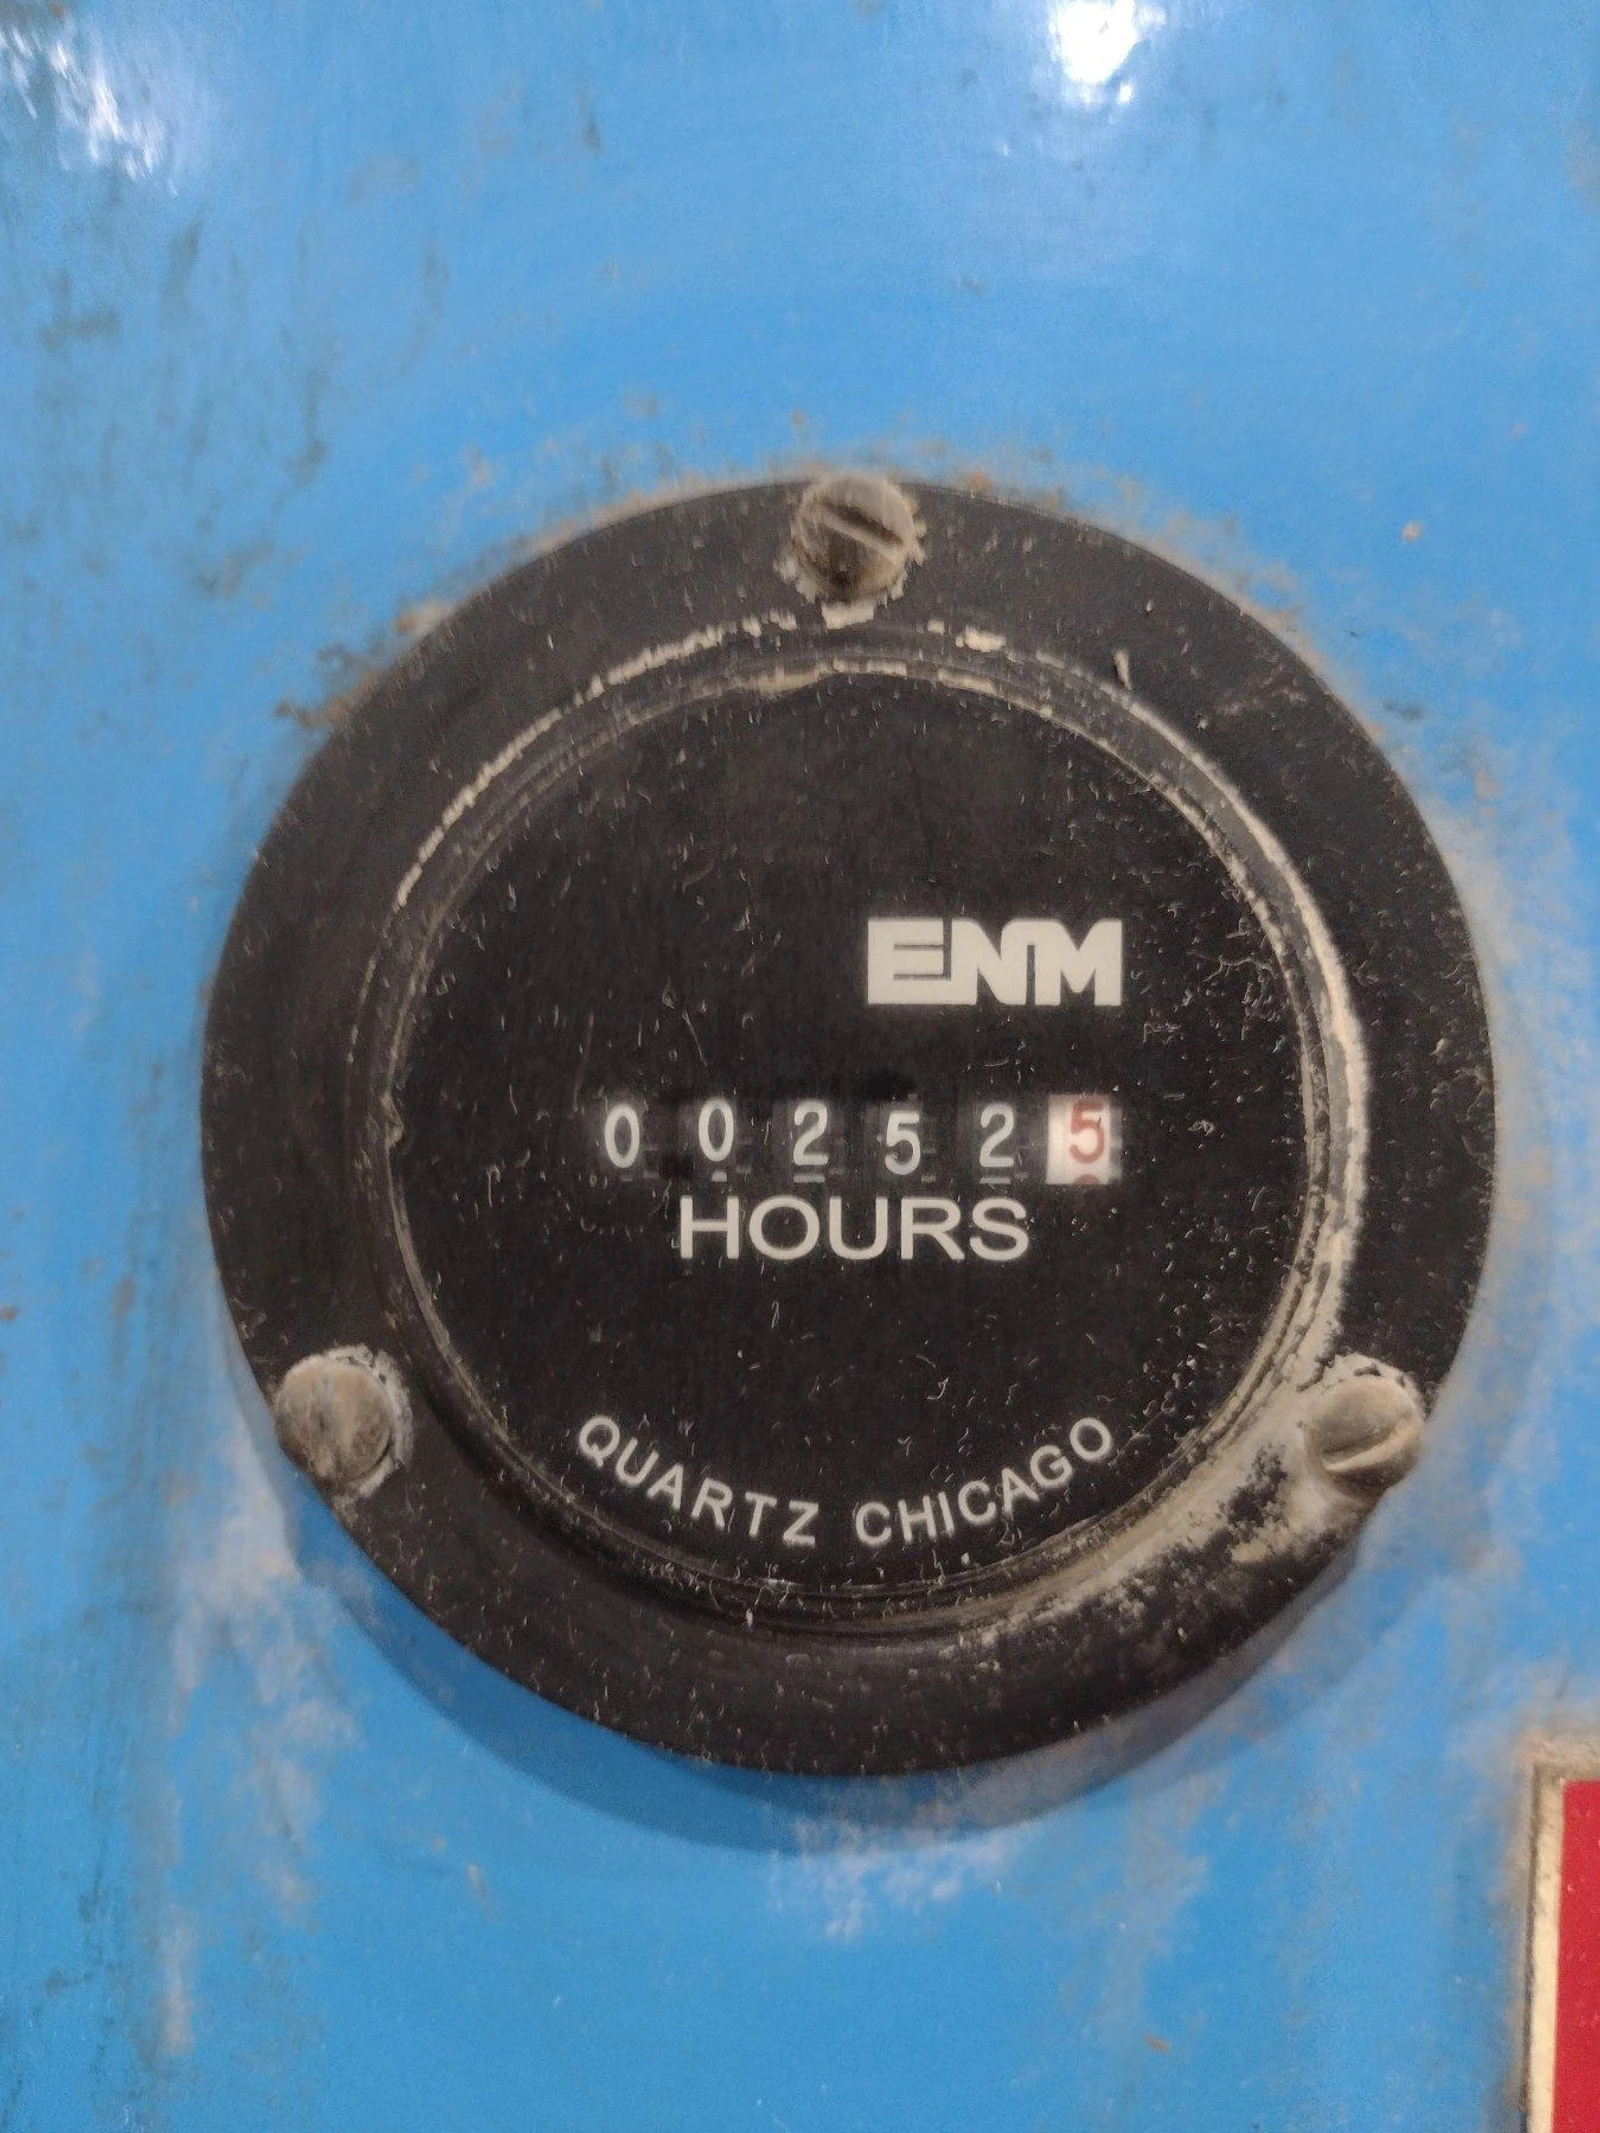 ENM
002525
HOURS
QUARTZ CHICAGO